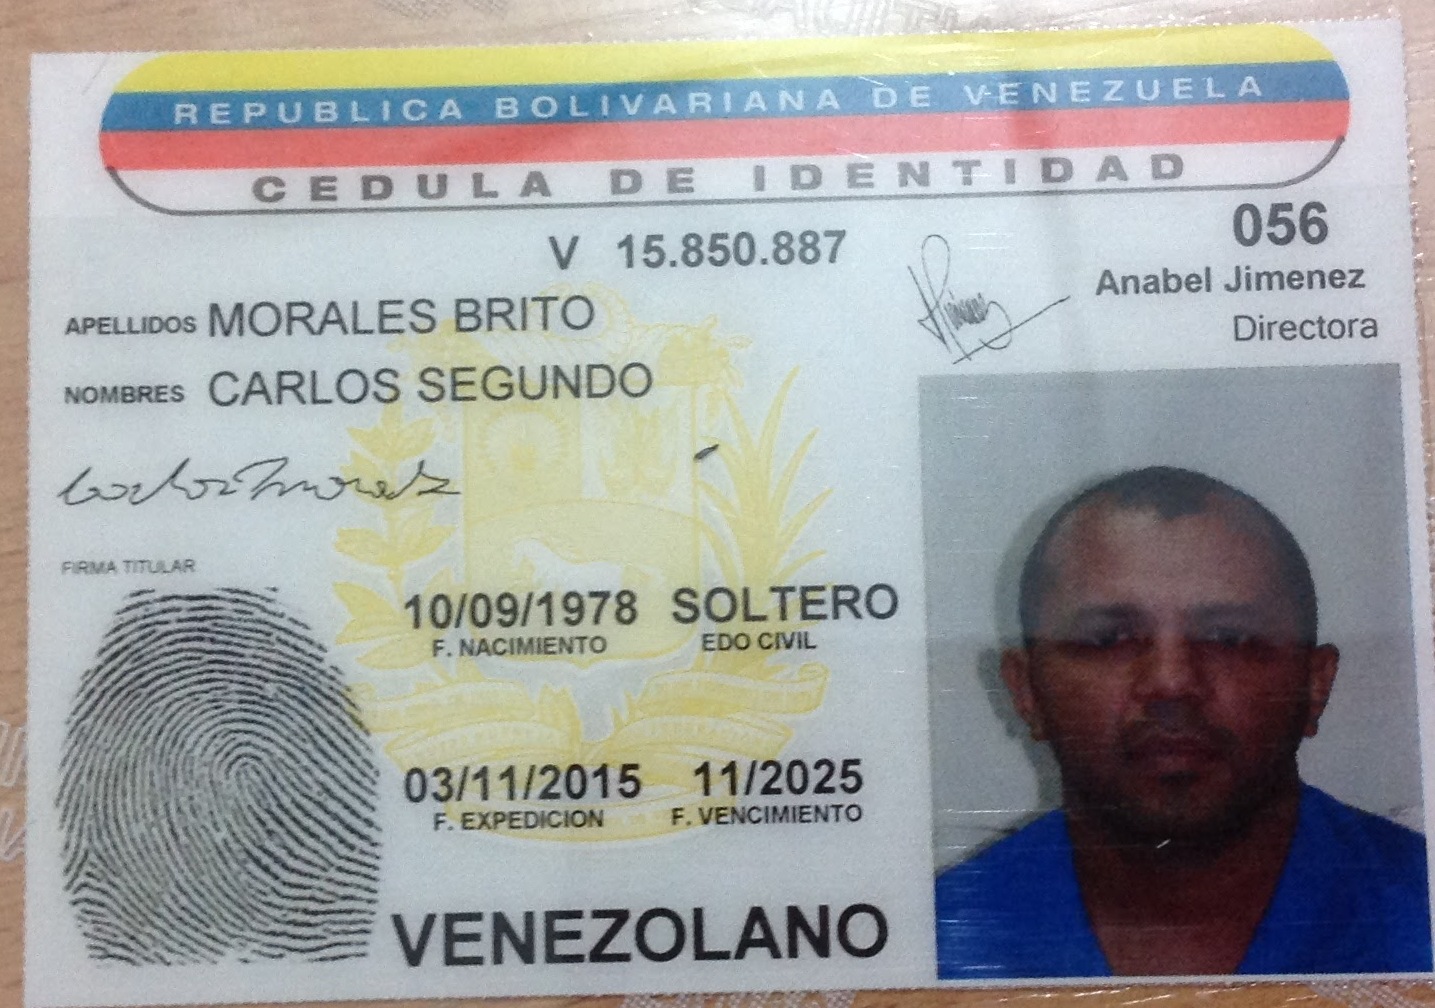 REPUBLICA BOLIVARIANA DE VENEZUELA
CEDULA DE IDENTIDAD
V 15.850.887
056
Anabel Jimenez
Directora
APELLIDOS MORALES BRITO
NOMBRES CARLOS SEGUNDO
Carlos Morales
FIRMA TITULAR
10/09/1978 SOLTERO
F. NACIMIENTO EDO CIVIL
03/11/2015 11/2025
F. EXPEDICION F. VENCIMIENTO
VENEZOLANO